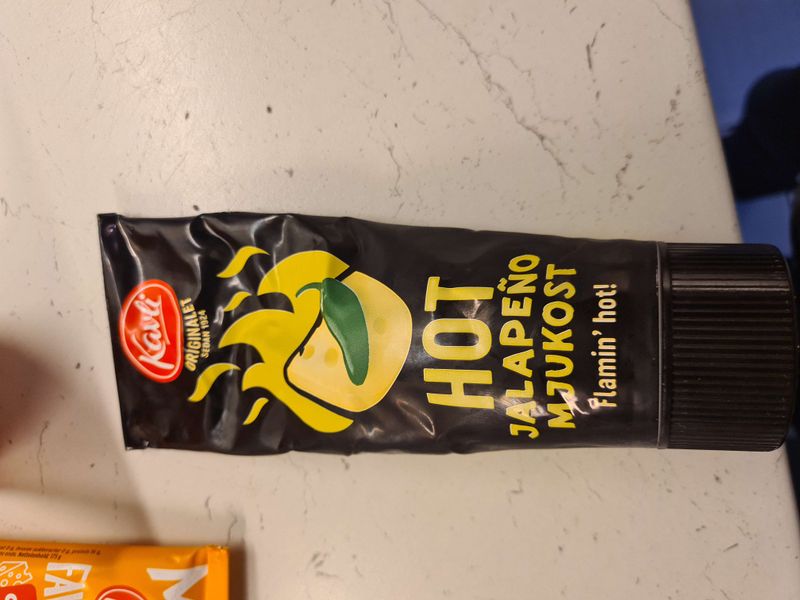 Kavli
ORIGINALET
SEDAN 1924
HOT
JALAPEÑO
MJUKOST
Flamin' hot!